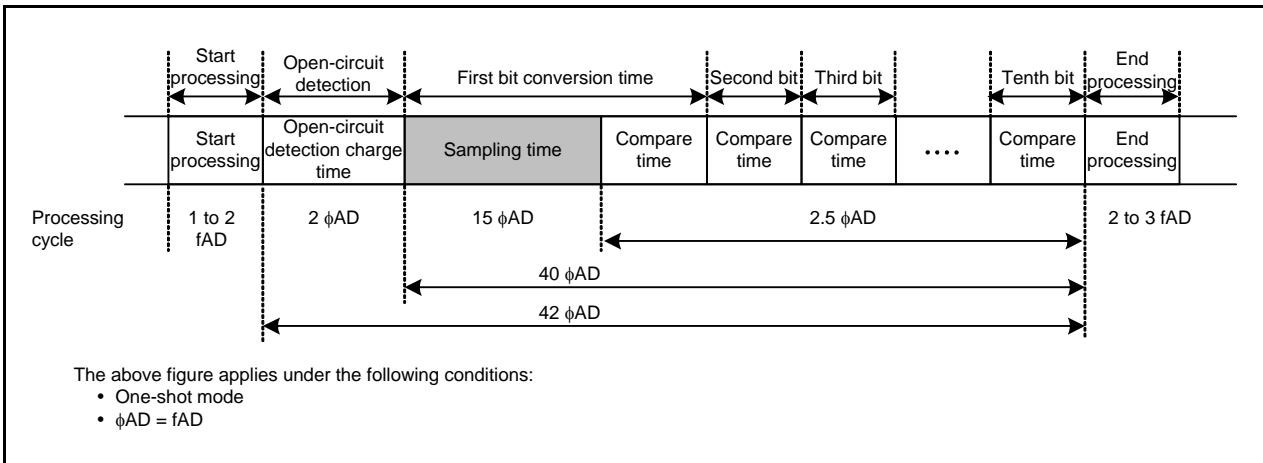 Start
processing
Open-circuit
detection
First bit conversion time
Second bit
Third bit
Tenth bit
End
processing
Start
processing
Open-circuit
detection charge
time
Sampling time
Compare
time
Compare
time
Compare
time
....
Compare
time
End
processing
Processing
cycle
1 to 2
fAD
2 ϕAD
15 ϕAD
2.5 ϕAD
2 to 3 fAD
40 ϕAD
42 ϕAD
The above figure applies under the following conditions:
• One-shot mode
• ϕAD = fAD